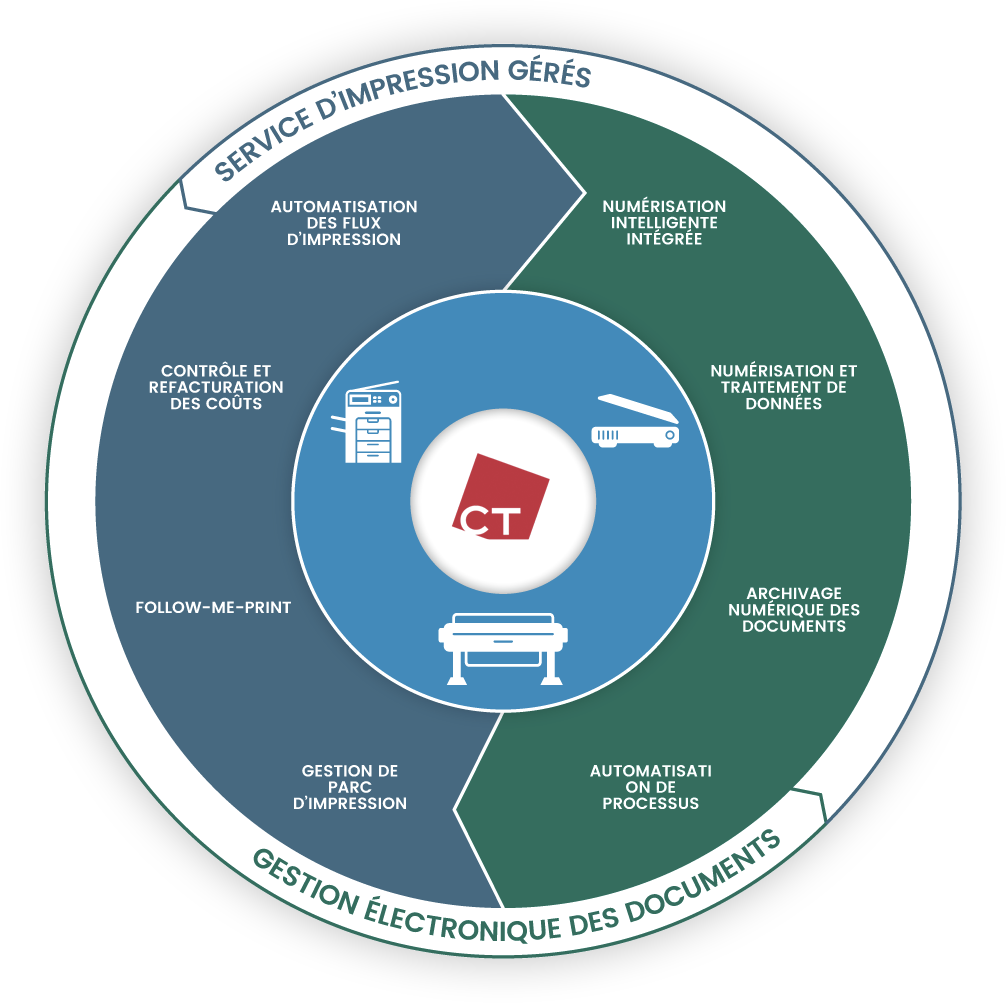 SERVICE D'IMPRESSION GÉRÉS
AUTOMATISATION
DES FLUX
D'IMPRESSION
NUMÉRISATION
INTELLIGENTE
INTÉGRÉE
CONTRÔLE ET
REFACTURATION
DES COÛTS
NUMÉRISATION ET
TRAITEMENT DE
DONNÉES
CT
FOLLOW-ME-PRINT
ARCHIVAGE
NUMÉRIQUE DES
DOCUMENTS
GESTION DE
PARC
D'IMPRESSION
AUTOMATISATI
ON DE
PROCESSUS
GESTION ÉLECTRONIQUE DES DOCUMENTS